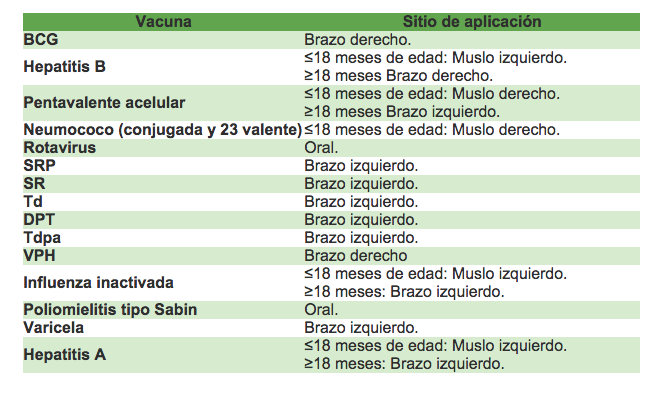 Vacuna Sitio de aplicación
BCG Brazo derecho.
Hepatitis B ≤18 meses de edad: Muslo izquierdo.
≥18 meses Brazo derecho.
Pentavalente acelular ≤18 meses de edad: Muslo derecho.
≥18 meses Brazo izquierdo.
Neumococo (conjugada y 23 valente) ≤18 meses de edad: Muslo derecho.
Rotavirus Oral.
SRP Brazo izquierdo.
SR Brazo izquierdo.
Td Brazo izquierdo.
DPT Brazo izquierdo.
Tdpa Brazo izquierdo.
VPH Brazo derecho
Influenza inactivada ≤18 meses de edad: Muslo izquierdo.
≥18 meses: Brazo izquierdo.
Poliomielitis tipo Sabin Oral.
Varicela Brazo izquierdo.
Hepatitis A ≤18 meses de edad: Muslo izquierdo.
≥18 meses: Brazo izquierdo.